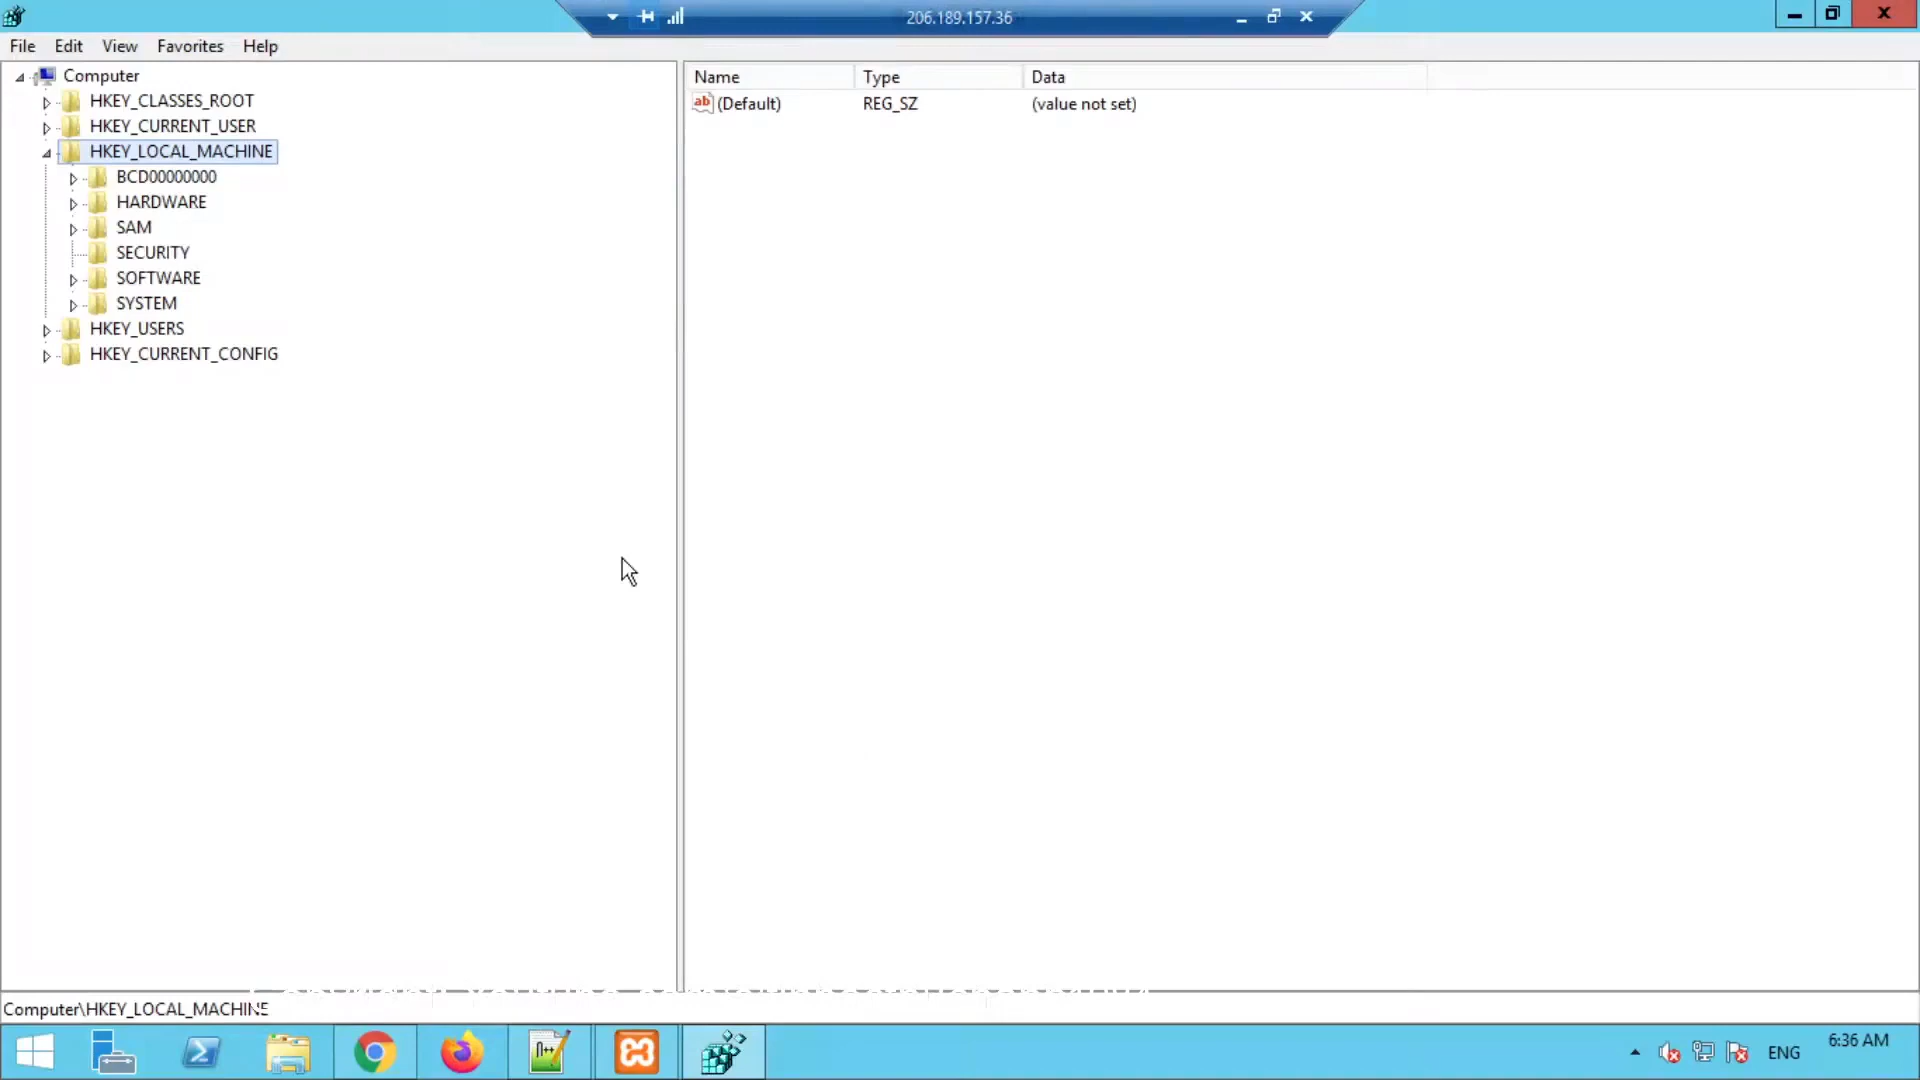 206.189.157.36
File Edit View Favorites Help
Computer
HKEY_CLASSES_ROOT
HKEY_CURRENT_USER
HKEY_LOCAL_MACHINE
BCD00000000
HARDWARE
SAM
SECURITY
SOFTWARE
SYSTEM
HKEY_USERS
HKEY_CURRENT_CONFIG
Name Type Data
ab (Default) REG_SZ (value not set)
Computer\HKEY_LOCAL_MACHINE
ENG 6:36 AM